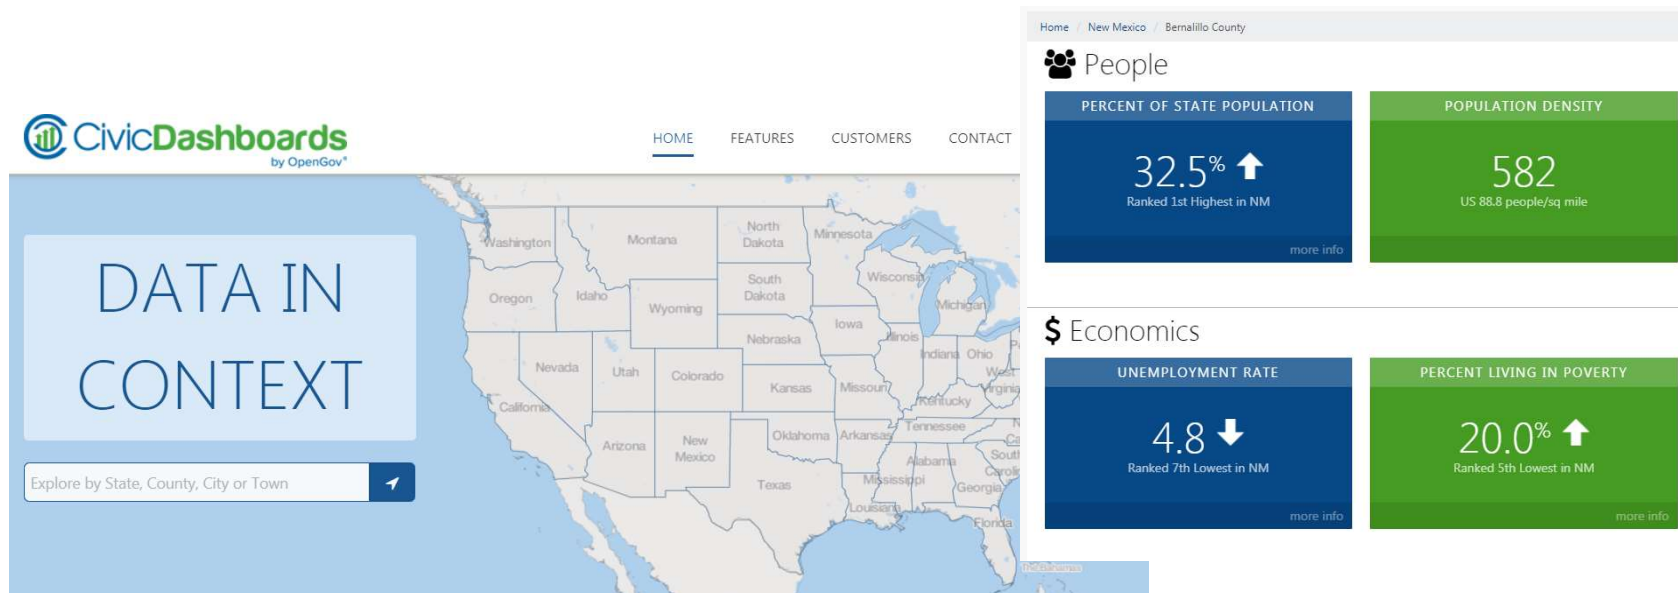 CivicDashboards
by OpenGov*
HOME FEATURES CUSTOMERS CONTACT
DATA IN
CONTEXT
Explore by State, County, City or Town
Washington
Montana
North
Dakota
Minnesota
Oregon
Idaho
Wyoming
South
Dakota
Wisconsin
Michigan
Iowa
Nebraska
Illinois
Indiana
Ohio
Nevada
Utah
Colorado
Kansas
Missouri
West
Virginia
Kentucky
California
Arizona
New
Mexico
Oklahoma
Arkansas
Tennessee
Texas
Mississippi
Alabama
South
Georgia
Louisiana
Florida
The Bahamas
Home / New Mexico / Bernalillo County
People
PERCENT OF STATE POPULATION
32.5%
Ranked 1st Highest in NM
more info
POPULATION DENSITY
582
US 88.8 people/sq mile
$ Economics
UNEMPLOYMENT RATE
4.8
Ranked 7th Lowest in NM
more info
PERCENT LIVING IN POVERTY
20.0%
Ranked 5th Lowest in NM
more info